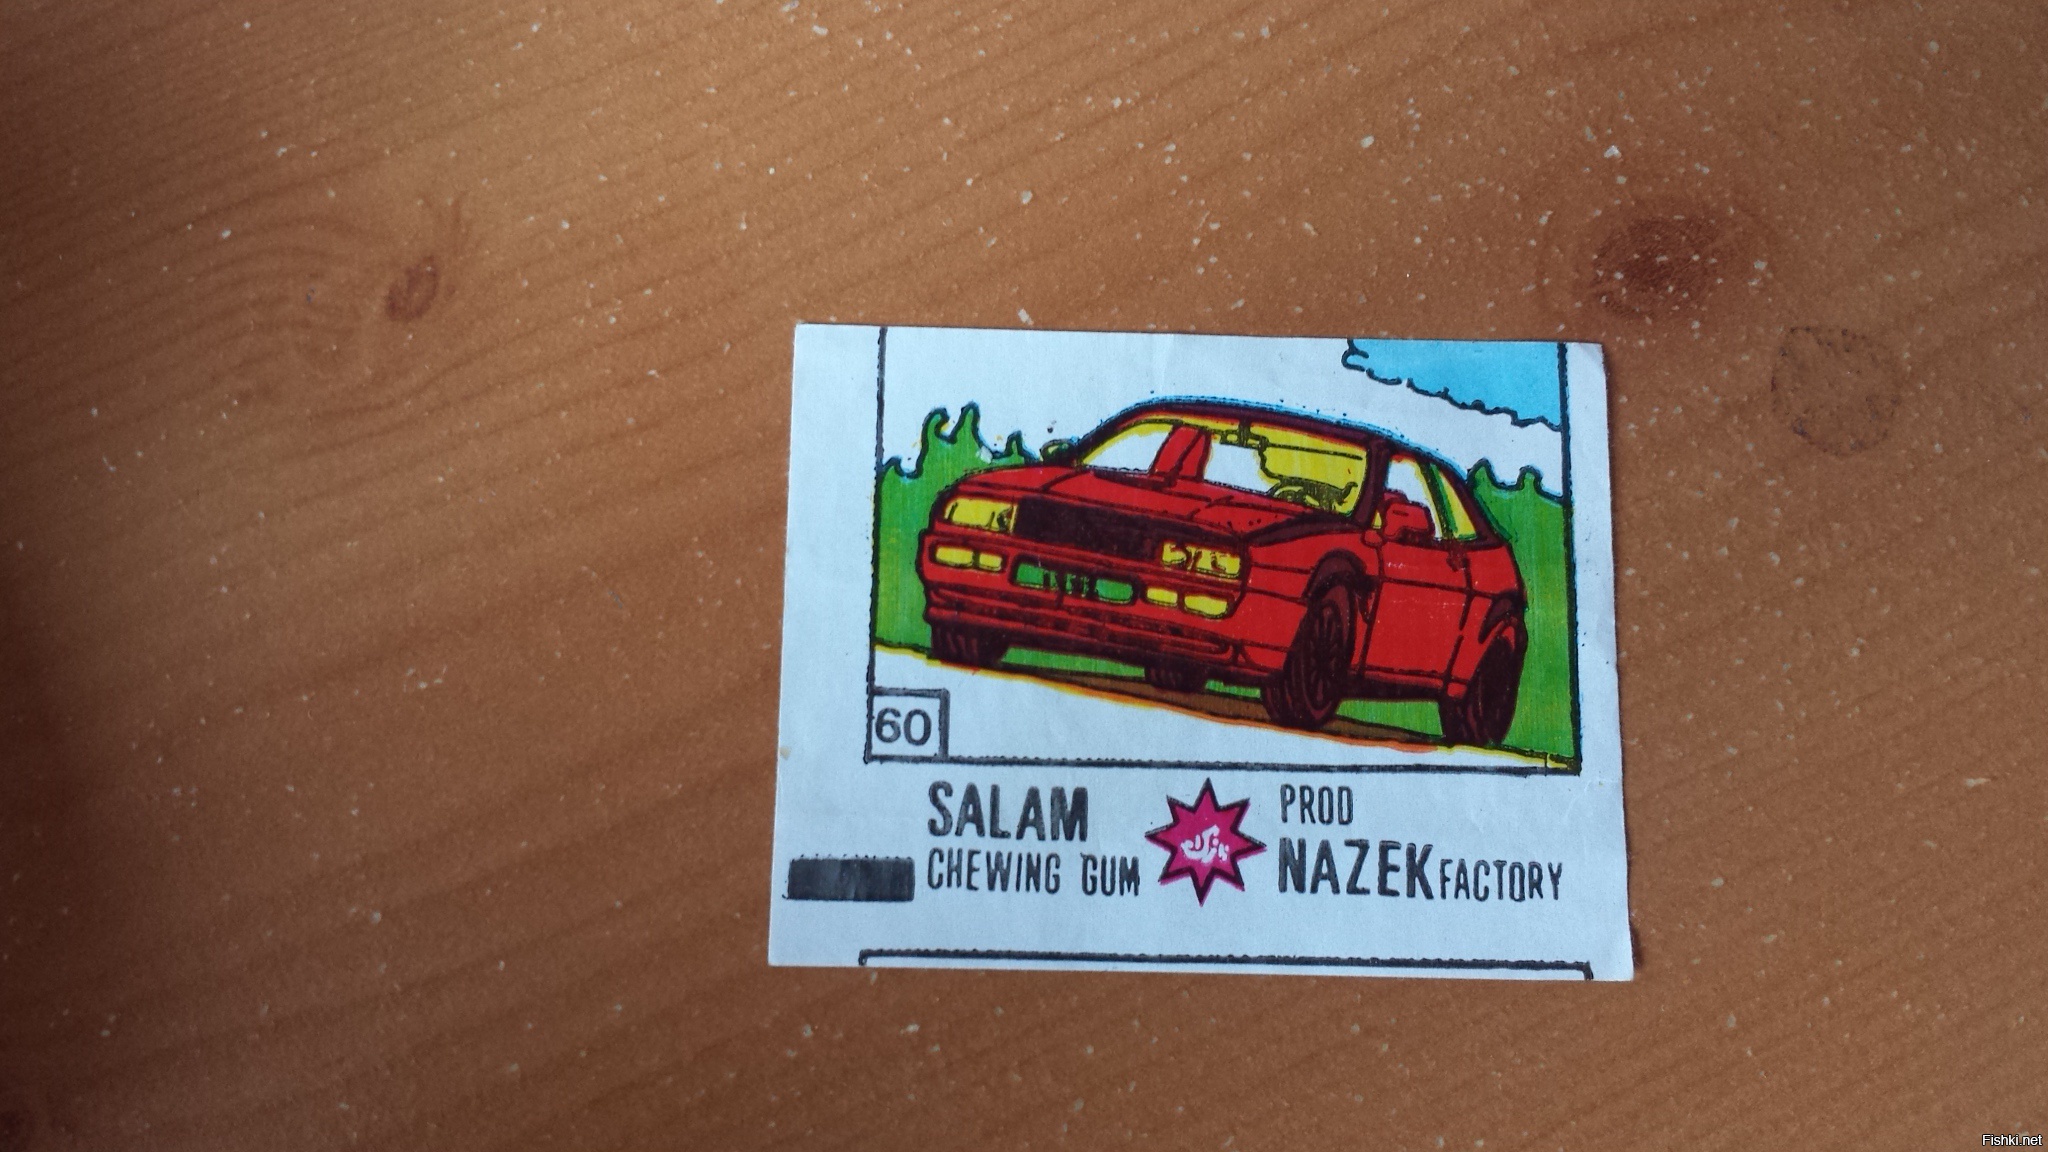 60
SALAM
CHEWING GUM
PROD
NAZEK FACTORY
Fishki.net